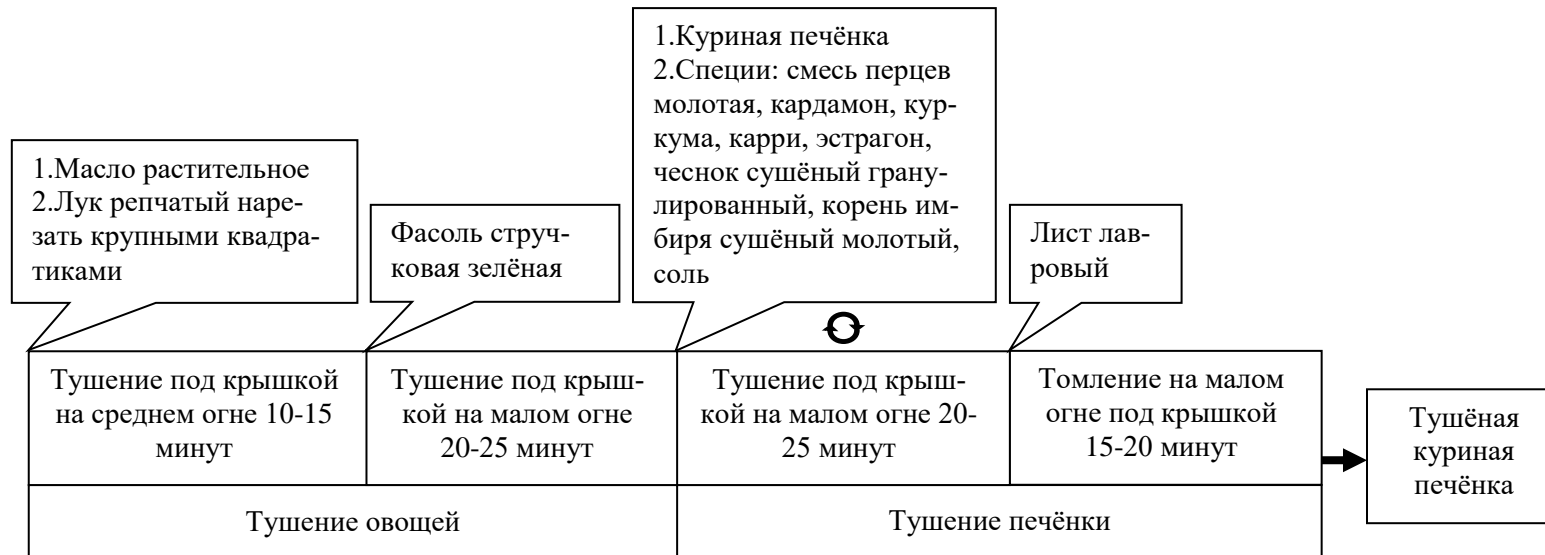 1.Масло растительное
2.Лук репчатый наре-
зать крупными квадра-
тиками
Фасоль струч-
ковая зелёная
1.Куриная печёнка
2.Специи: смесь перцев
молотая, кардамон, кур-
кума, карри, эстрагон,
чеснок сушёный грану-
лированный, корень им-
биря сушёный молотый,
соль
Лист лав-
ровый
Тушение под крышкой
на среднем огне 10-15
минут
Тушение под крыш-
кой на малом огне
20-25 минут
Тушение под крыш-
кой на малом огне 20-
25 минут
Томление на малом
огне под крышкой
15-20 минут
Тушение овощей
Тушение печёнки
Тушёная
куриная
печёнка